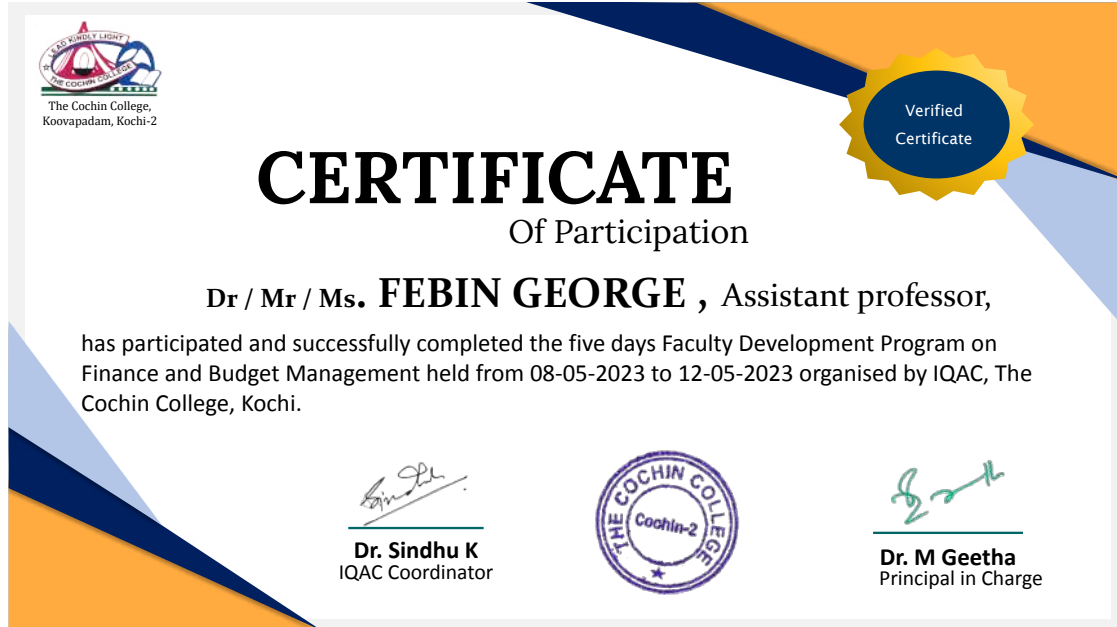 LEAD KINDLY LIGHT
THE COCHIN COLLEGE
The Cochin College,
Koovapadam, Kochi-2
Verified
Certificate
CERTIFICATE
Of Participation
Dr / Mr / Ms. FEBIN GEORGE , Assistant professor,
has participated and successfully completed the five days Faculty Development Program on
Finance and Budget Management held from 08-05-2023 to 12-05-2023 organised by IQAC, The
Cochin College, Kochi.
Sindhu
THE COCHIN COLLEGE
Cochin-2
Dr. Sindhu K
IQAC Coordinator
Dr. M Geetha
Principal in Charge